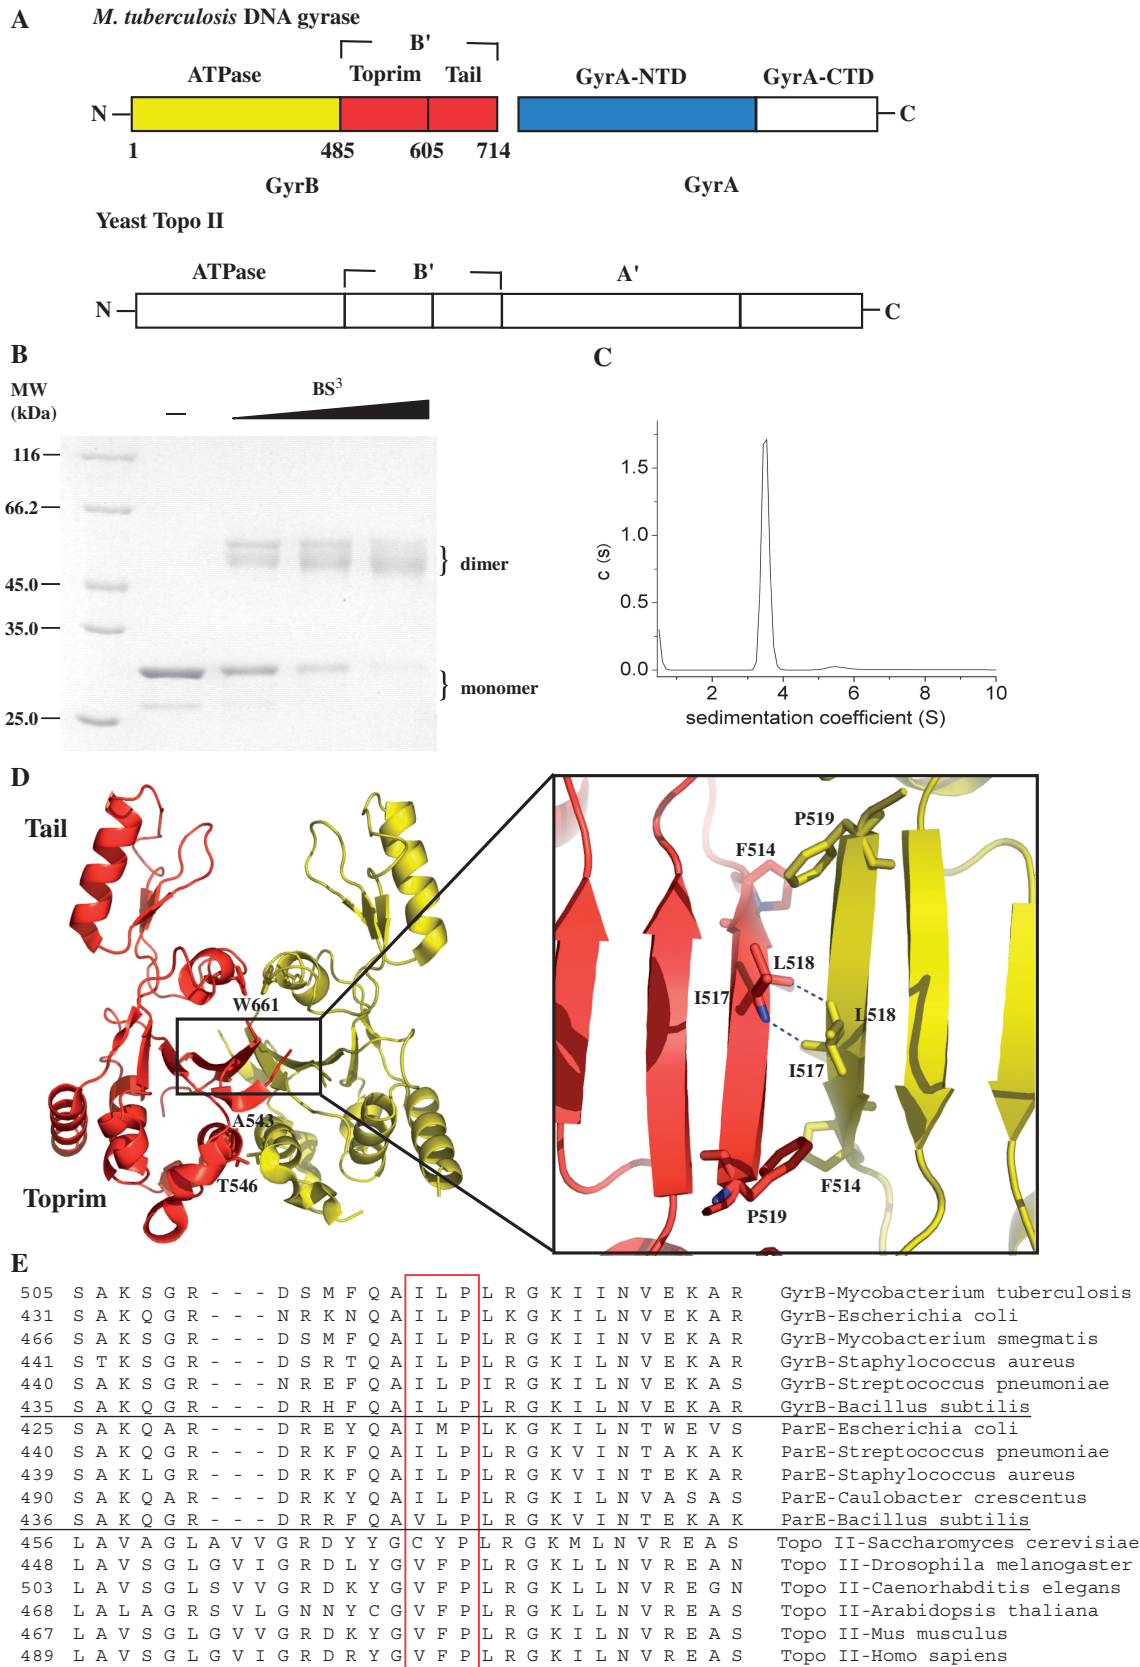 A
M. tuberculosis DNA gyrase
B'
ATPase Toprim Tail GyrA-NTD GyrA-CTD
N C
1 485 605 714
GyrB GyrA
Yeast Topo II
ATPase B' A'
N C
B
MW (kDa)
— BS³
116
66.2
45.0
35.0
25.0
dimer
monomer
C
c (s)
1.5
1.0
0.5
0.0
2 4 6 8 10
sedimentation coefficient (S)
D
Tail
W661
A543
T546
Toprim
P519
F514
L518
I517
L518
I517
F514
P519
E
505 S A K S G R - - - D S M F Q A I L P L R G K I I N V E K A R GyrB-Mycobacterium tuberculosis
431 S A K Q G R - - - N R K N Q A I L P L K G K I L N V E K A R GyrB-Escherichia coli
466 S A K S G R - - - D S M F Q A I L P L R G K I I N V E K A R GyrB-Mycobacterium smegmatis
441 S T K S G R - - - D S R T Q A I L P L R G K I L N V E K A R GyrB-Staphylococcus aureus
440 S A K S G R - - - N R E F Q A I L P I R G K I L N V E K A S GyrB-Streptococcus pneumoniae
435 S A K Q G R - - - D R H F Q A I L P L R G K I L N V E K A R GyrB-Bacillus subtilis
425 S A K Q A R - - - D R E Y Q A I M P L K G K I L N T W E V S ParE-Escherichia coli
440 S A K Q G R - - - D R K F Q A I L P L R G K V I N T A K A K ParE-Streptococcus pneumoniae
439 S A K L G R - - - D R K F Q A I L P L R G K V I N T E K A R ParE-Staphylococcus aureus
490 S A K Q A R - - - D R K Y Q A I L P L R G K I L N V A S A S ParE-Caulobacter crescentus
436 S A K Q G R - - - D R R F Q A V L P L R G K V I N T E K A K ParE-Bacillus subtilis
456 L A V A G L A V V G R D Y Y G C Y P L R G K M L N V R E A S Topo II-Saccharomyces cerevisiae
448 L A V S G L G V I G R D L Y G V F P L R G K L L N V R E A N Topo II-Drosophila melanogaster
503 L A V S G L S V V G R D K Y G V F P L R G K L L N V R E G N Topo II-Caenorhabditis elegans
468 L A L A G R S V L G N N Y C G V F P L R G K L L N V R E A S Topo II-Arabidopsis thaliana
467 L A V S G L G V V G R D K Y G V F P L R G K I L N V R E A S Topo II-Mus musculus
489 L A V S G L G V I G R D R Y G V F P L R G K I L N V R E A S Topo II-Homo sapiens